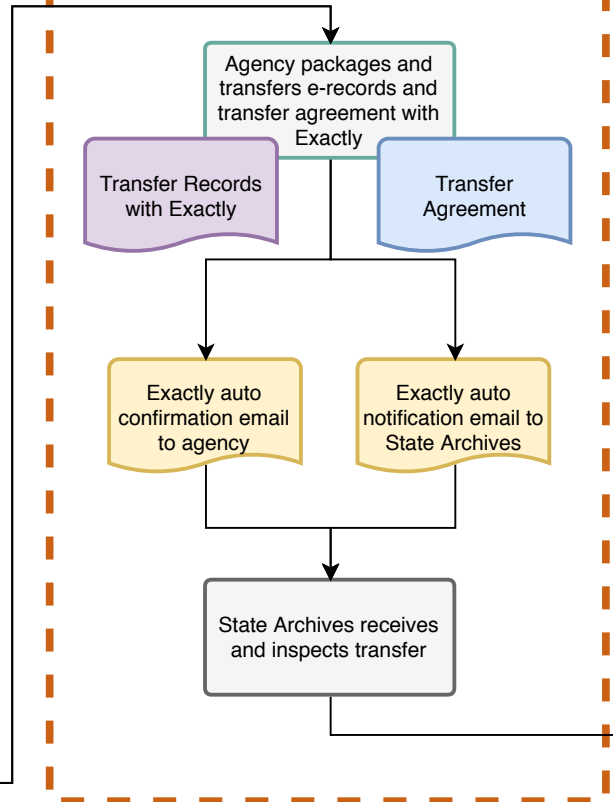 Agency packages and
transfers e-records and
transfer agreement with
Exactly
Transfer Records
with Exactly
Transfer
Agreement
Exactly auto
confirmation email
to agency
Exactly auto
notification email to
State Archives
State Archives receives
and inspects transfer